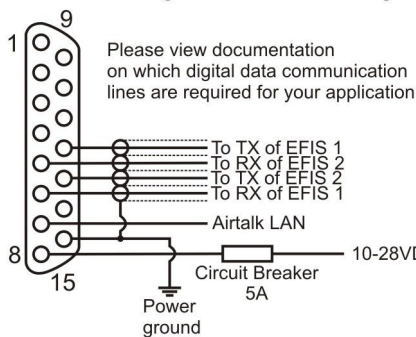 9
1
Please view documentation
on which digital data communication
lines are required for your application
To TX of EFIS 1
To RX of EFIS 2
To TX of EFIS 2
To RX of EFIS 1
Airtalk LAN
8
10-28VD
15
Circuit Breaker
5A
Power
ground